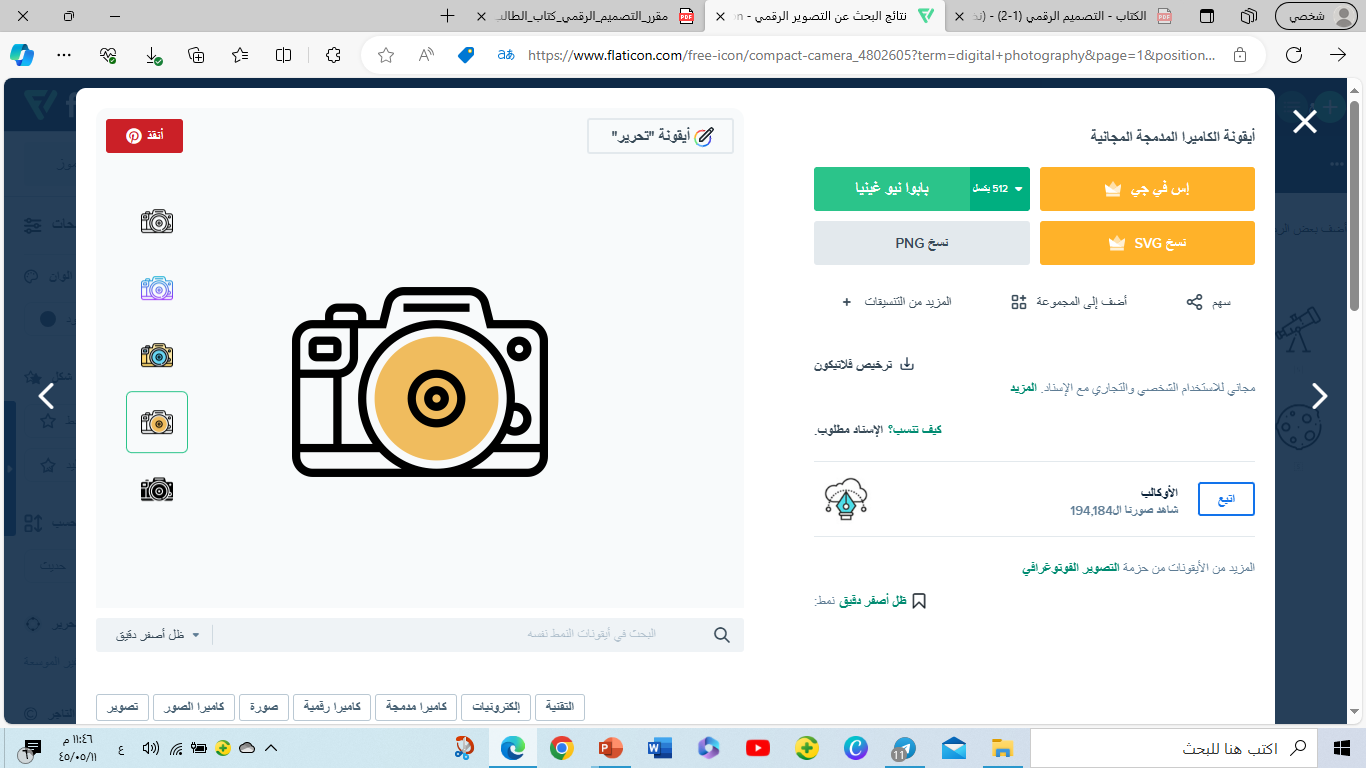 شخصي
الكتاب - التصميم الرقمي (1-2) - (ند
نتائج البحث عن التصوير الرقمي - on
مقرر_التصميم_الرقمي_كتاب_الطالب
https://www.flaticon.com/free-icon/compact-camera_4802605?term=digital+photography&page=1&position...
أيقونة الكاميرا المدمجة المجانية
أيقونة "تحرير"
أنقذ
إس في جي
512 بكسل
بابوا نيو غينيا
نسخ SVG
نسخ PNG
سهم
أضف إلى المجموعة
المزيد من التنسيقات +
ترخيص فلاتيكون
مجاني للاستخدام الشخصي والتجاري مع الإسناد. المزيد
كيف تنسب؟ الإسناد مطلوب.
اتبع
الأوكالب
شاهد صورنا ال194,184
المزيد من الأيقونات من حزمة التصوير الفوتوغرافي
ظل أصفر دقيق نمط:
البحث في أيقونات النمط نفسه
ظل أصفر دقيق
التقنية
إلكترونيات
كاميرا مدمجة
كاميرا رقمية
صورة
كاميرا الصور
تصوير
اكتب هنا للبحث
11
ع
١١:٤٦ م
٤٥/٠٥/١١